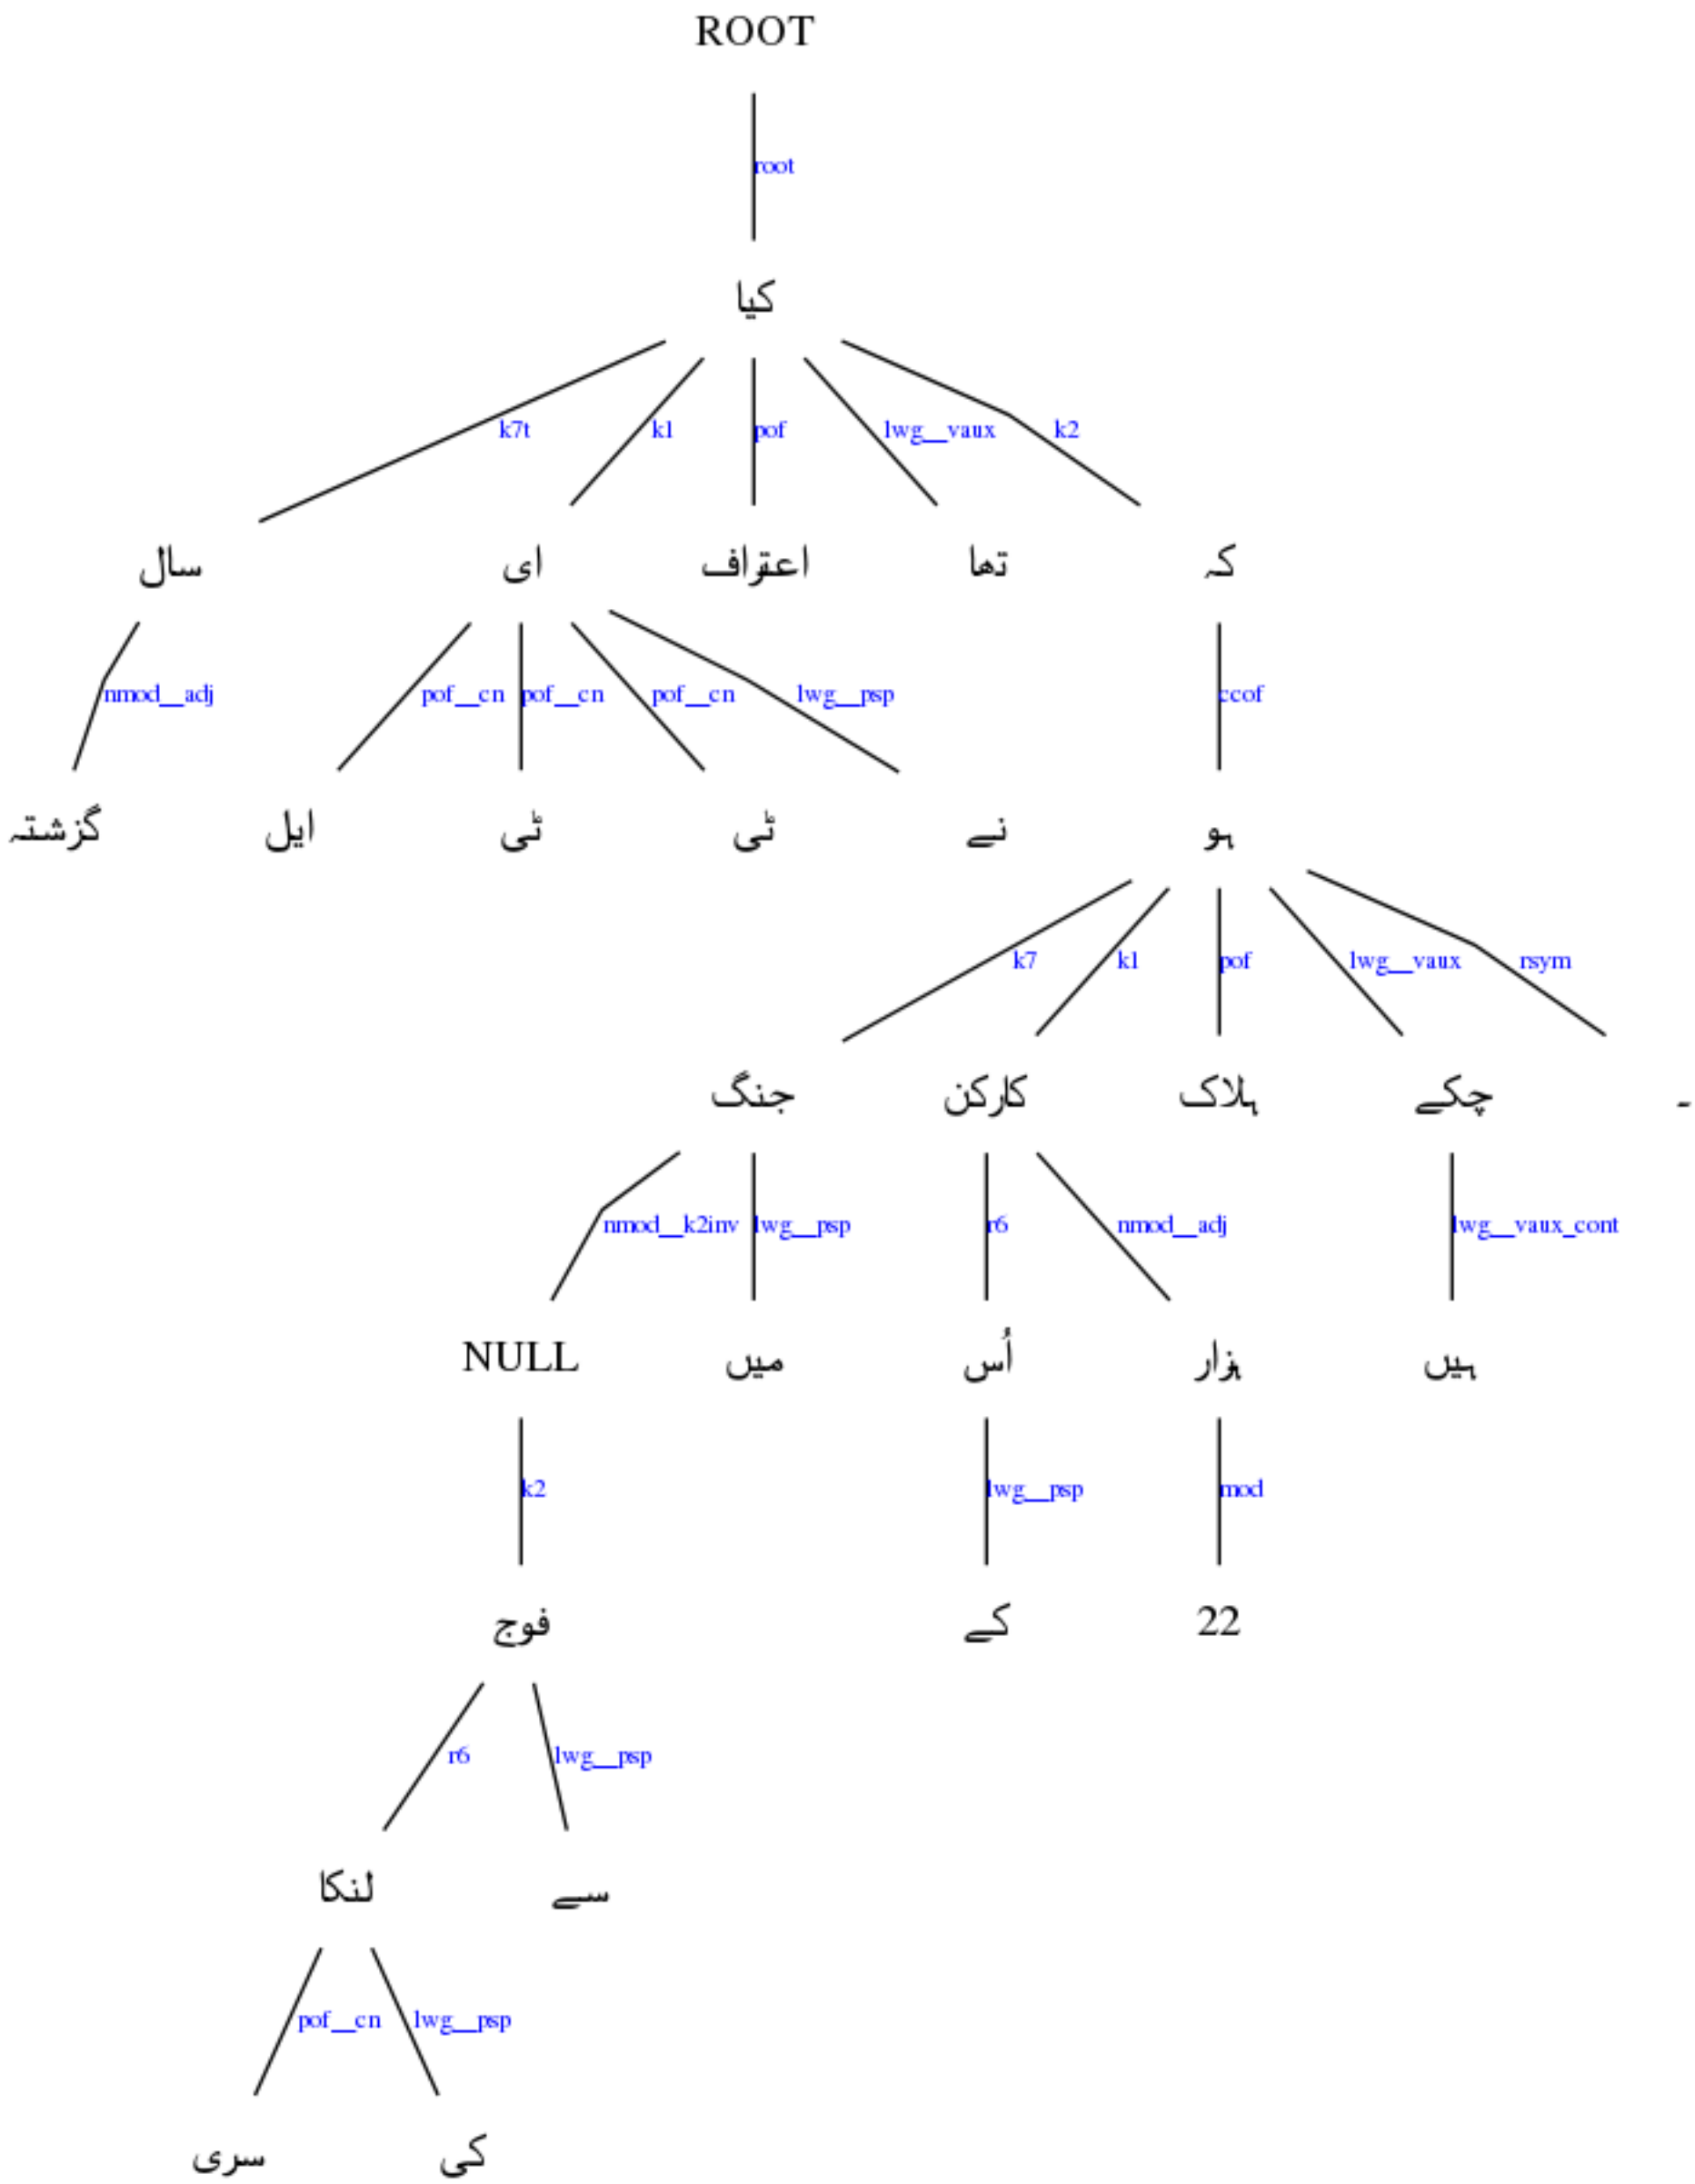 ROOT
root
کیا
k7t k1 pof lwg__vaux k2
سال ای اعتراف تھا کہ
nmod__adj pof__cn pof__cn pof__cn lwg__psp ccof
گزشتہ ایل ٹی ٹی نے ہو
k7 k1 pof lwg__vaux rsym
جنگ کارکن ہلاک چکے ۔
nmod__k2inv lwg__psp r6 nmod__adj lwg__vaux_cont
NULL میں اُس ہزار ہیں
k2 lwg__psp mod
فوج کے 22
r6 lwg__psp
لنکا سے
pof__cn lwg__psp
سری کی